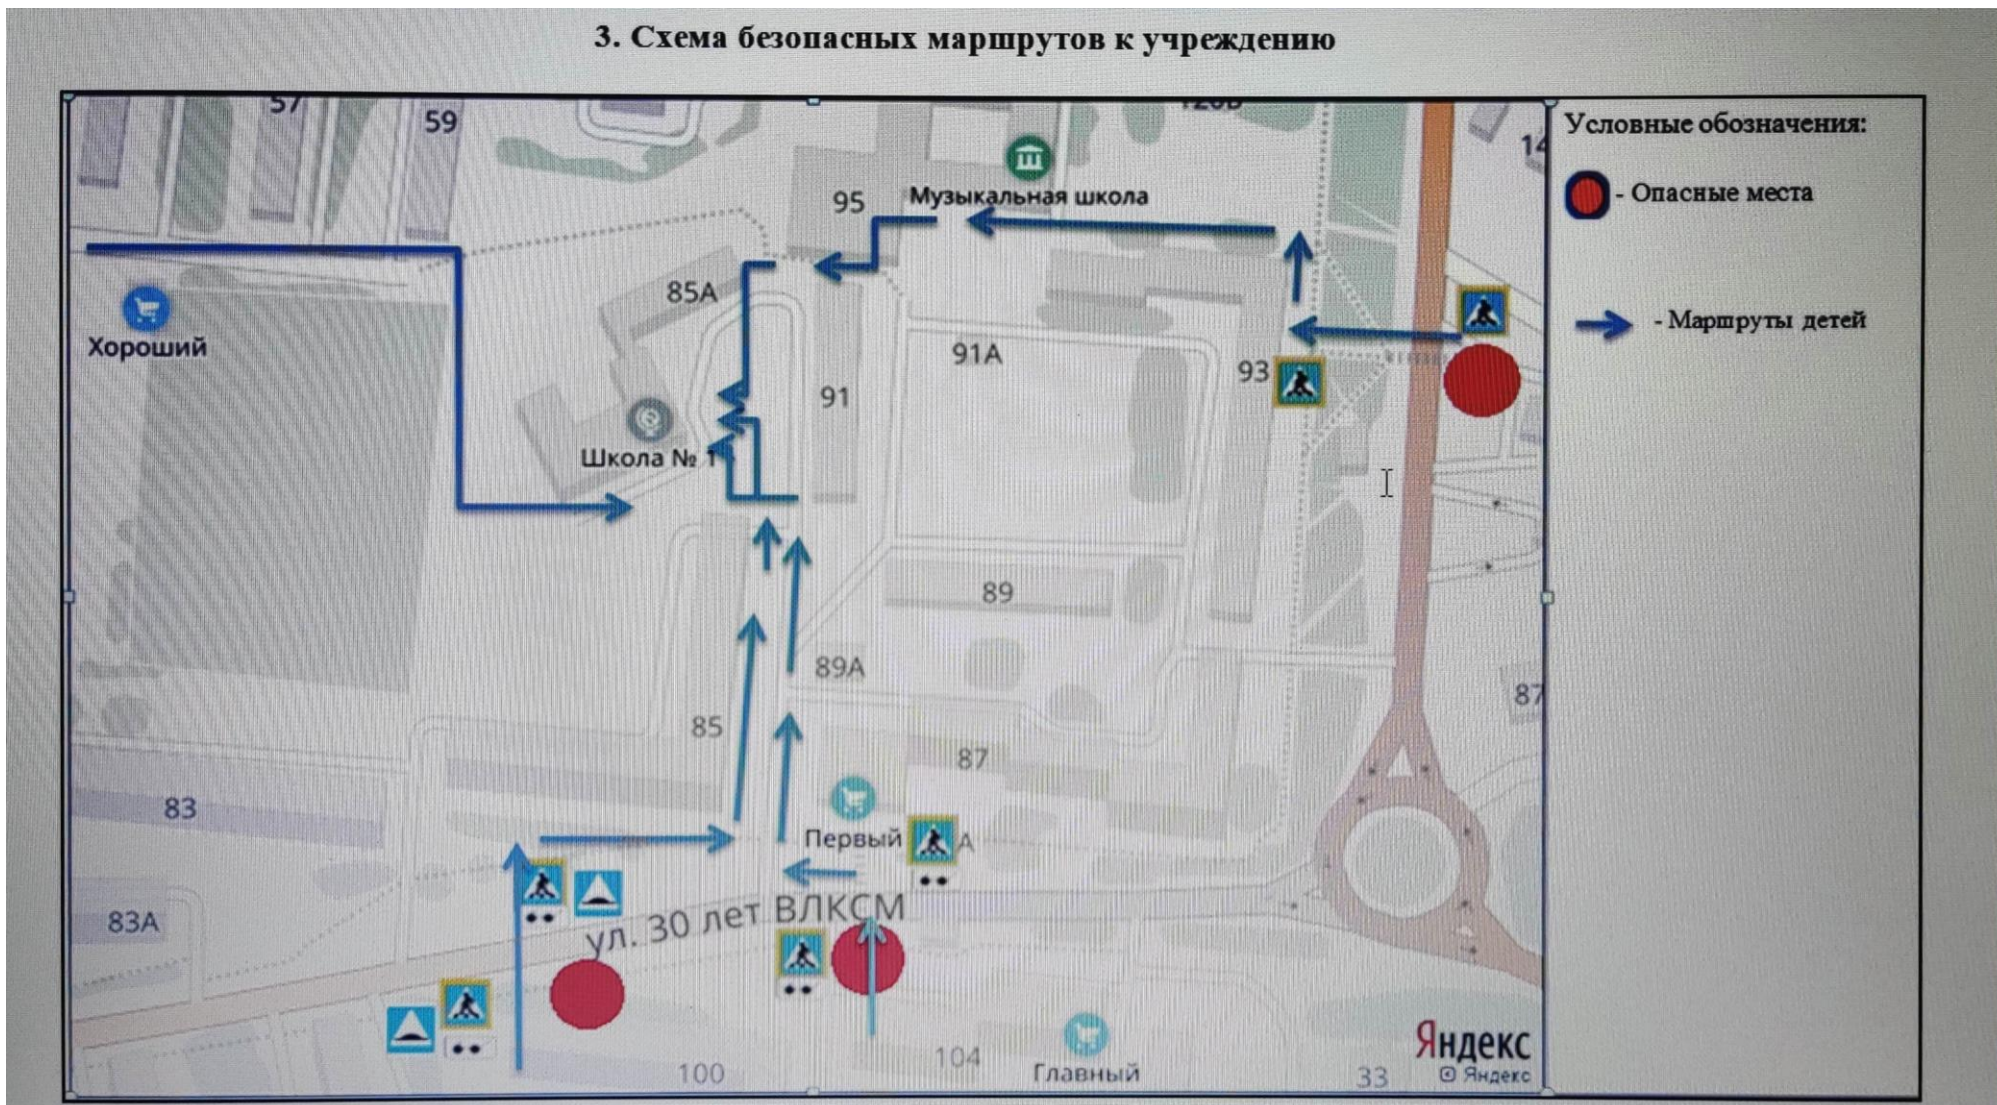 3. Схема безопасных маршрутов к учреждению
Условные обозначения:
- Опасные места
- Маршруты детей
57
59
95
Музыкальная школа
14
85А
Хороший
91А
93
91
Школа № 1
89
89А
85
87
87
83
Первый
А
83А
ул. 30 лет ВЛКСМ
100
104
Главный
33
Яндекс
© Яндекс